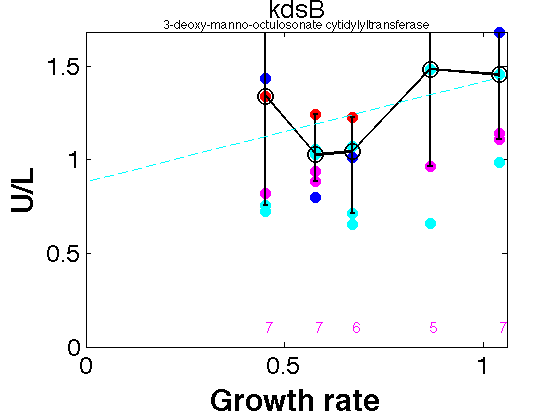 kdsB
3-deoxy-manno-octulosonate cytidylyltransferase
1.5
1
0.5
0
U/L
7 7 6 5 7
0 0.5 1
Growth rate